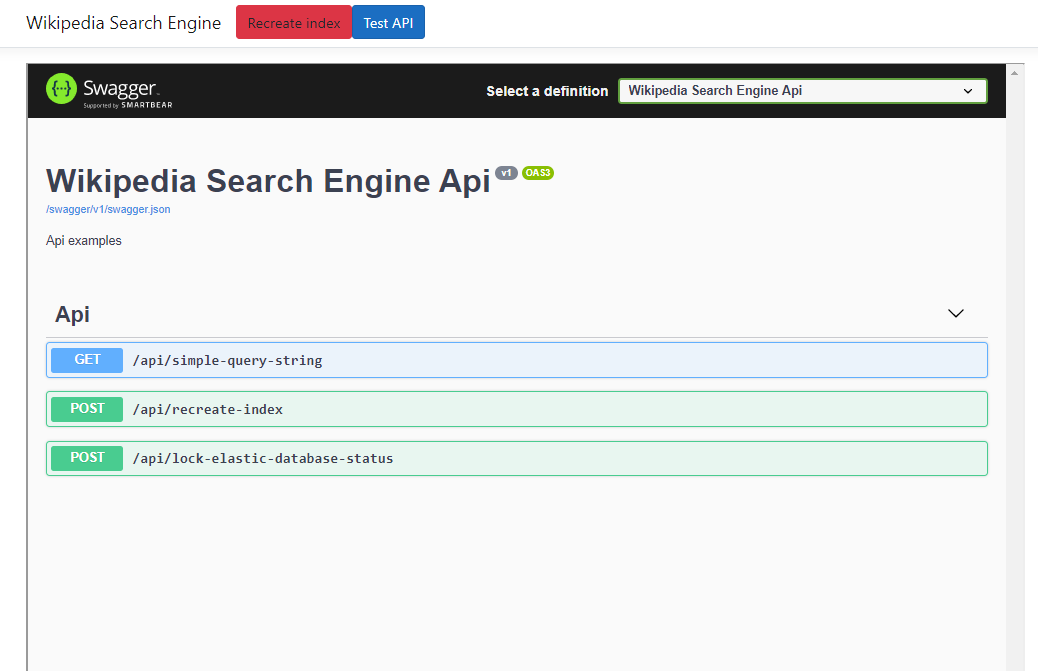 Wikipedia Search Engine Recreate index Test API
Swagger
Supported by SMARTBEAR
Select a definition Wikipedia Search Engine Api
Wikipedia Search Engine Api v1 OAS3
/swagger/v1/swagger.json
Api examples
Api
GET /api/simple-query-string
POST /api/recreate-index
POST /api/lock-elastic-database-status